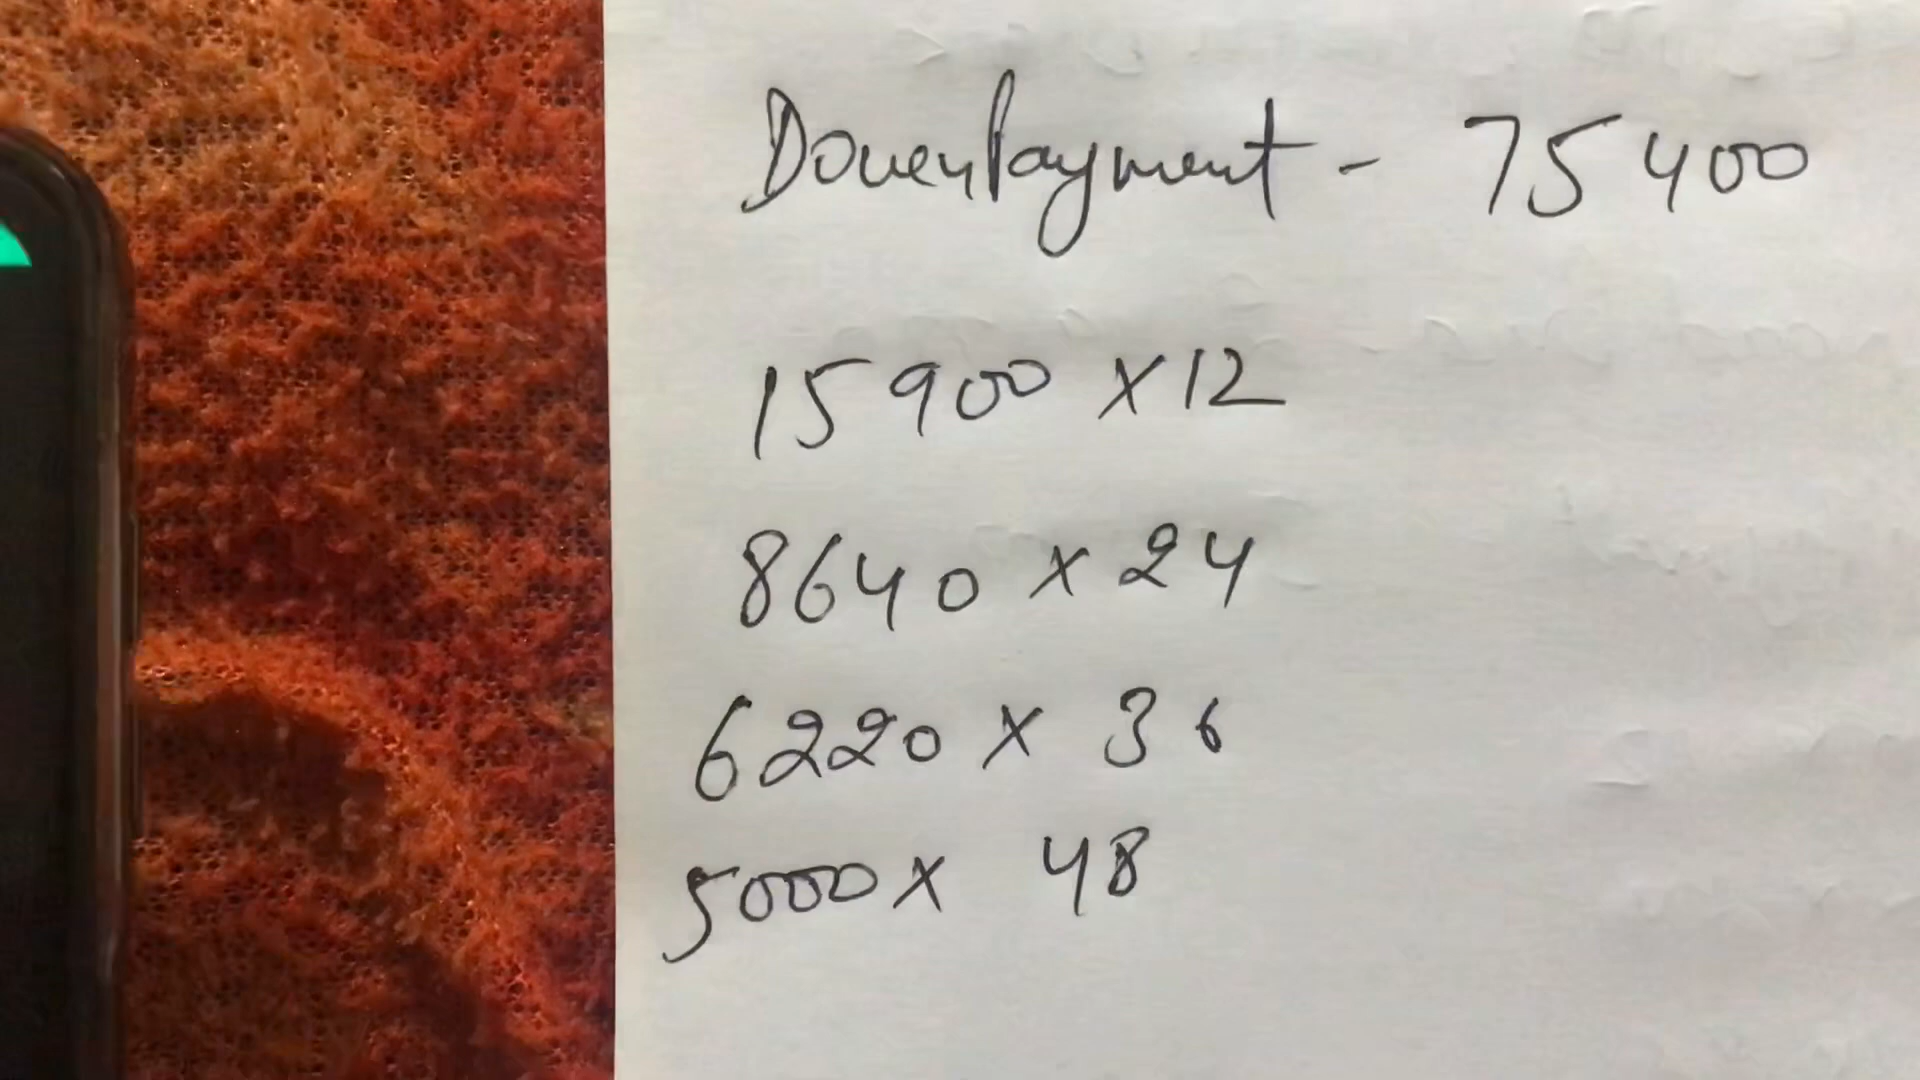 DownPayment - 75400
15900 X 12
8640 x 24
6220 x 36
5000 x 48